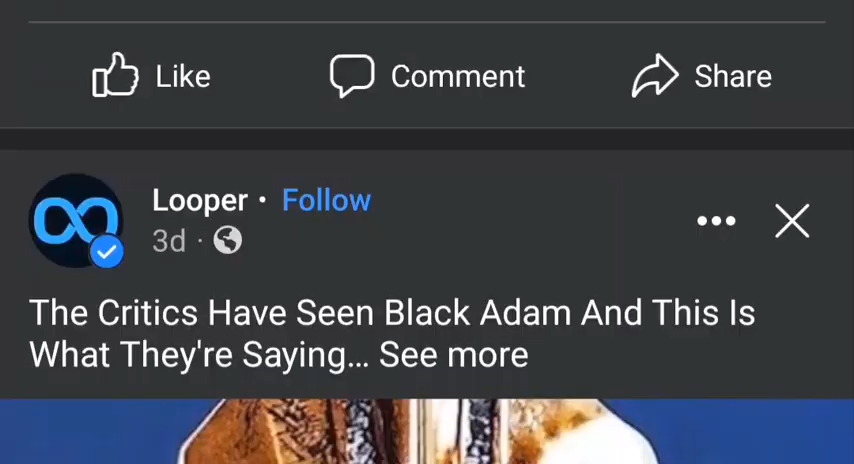 Like Comment Share
Looper • Follow
3d ·
The Critics Have Seen Black Adam And This Is
What They're Saying... See more